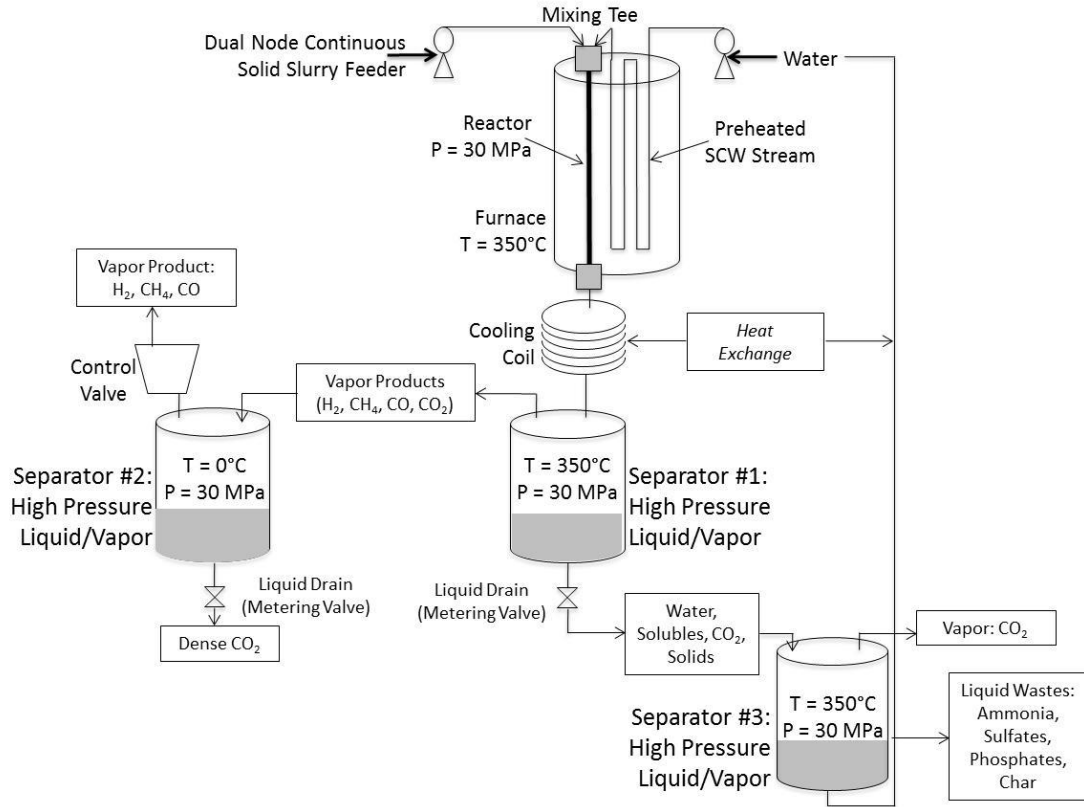 Mixing Tee
Dual Node Continuous
Solid Slurry Feeder
Water
Reactor
P = 30 MPa
Preheated
SCW Stream
Furnace
T = 350°C
Vapor Product:
H₂, CH₄, CO
Control
Valve
Cooling
Coil
Heat
Exchange
Vapor Products
(H₂, CH₄, CO, CO₂)
Separator #2:
High Pressure
Liquid/Vapor
T = 0°C
P = 30 MPa
T = 350°C
P = 30 MPa
Separator #1:
High Pressure
Liquid/Vapor
Liquid Drain
(Metering Valve)
Dense CO₂
Liquid Drain
(Metering Valve)
Water,
Solubles, CO₂,
Solids
Vapor: CO₂
Separator #3:
High Pressure
Liquid/Vapor
T = 350°C
P = 30 MPa
Liquid Wastes:
Ammonia,
Sulfates,
Phosphates,
Char